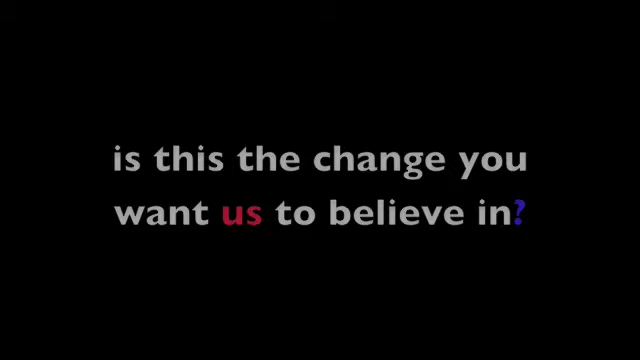 is this the change you
want us to believe in?